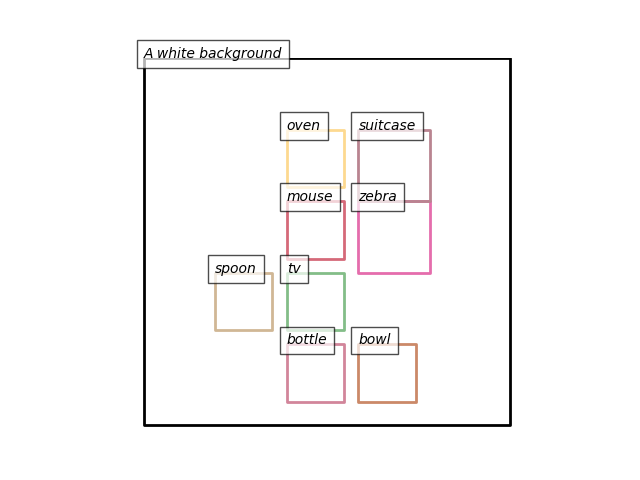 A white background
oven
suitcase
mouse
zebra
spoon
tv
bottle
bowl